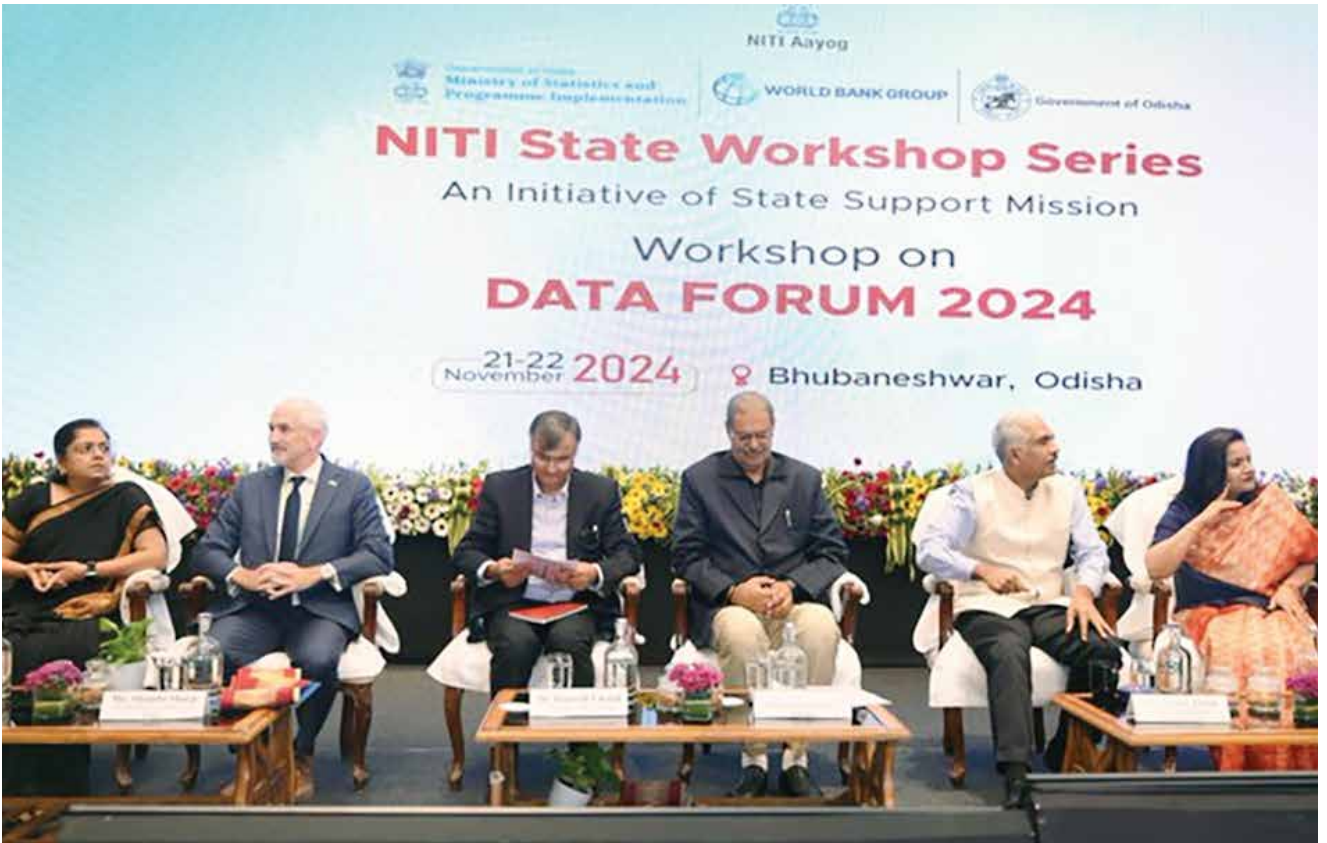 NITI Aayog
Ministry of Statistics and
Programme Implementation
WORLD BANK GROUP
Government of Odisha
NITI State Workshop Series
An Initiative of State Support Mission
Workshop on
DATA FORUM 2024
21-22
November 2024
Bhubaneshwar, Odisha